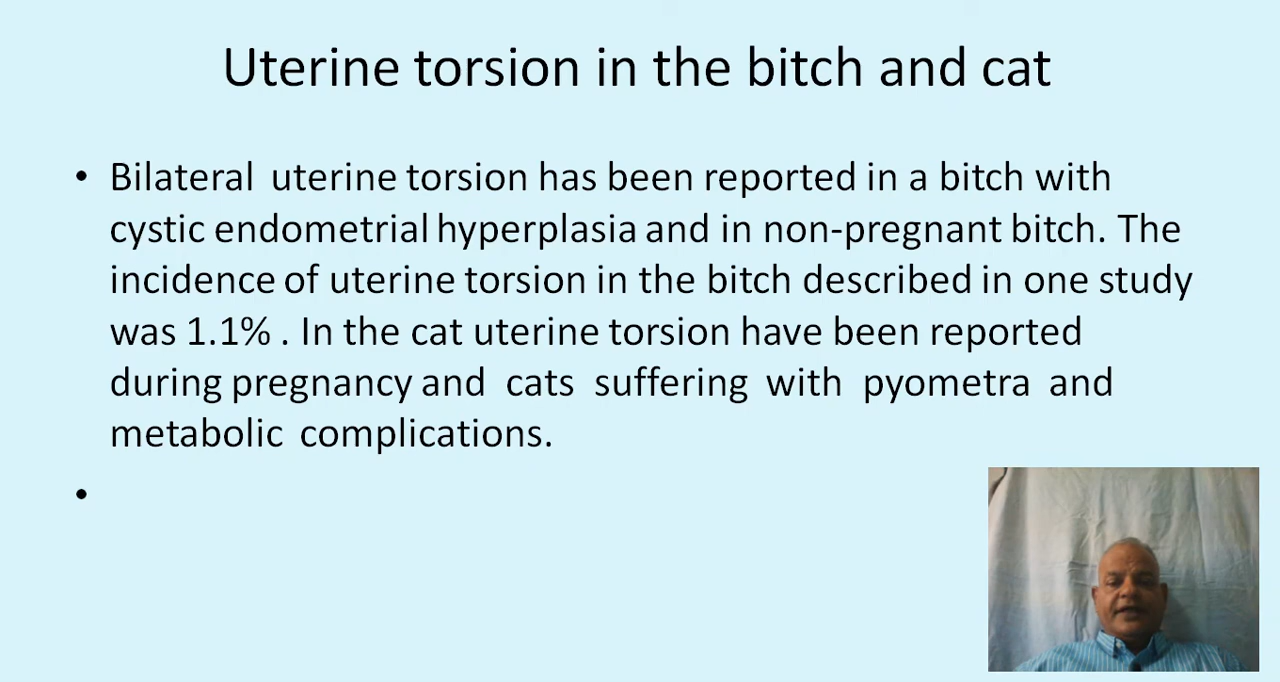 Uterine torsion in the bitch and cat
• Bilateral uterine torsion has been reported in a bitch with
cystic endometrial hyperplasia and in non-pregnant bitch. The
incidence of uterine torsion in the bitch described in one study
was 1.1% . In the cat uterine torsion have been reported
during pregnancy and cats suffering with pyometra and
metabolic complications.
•